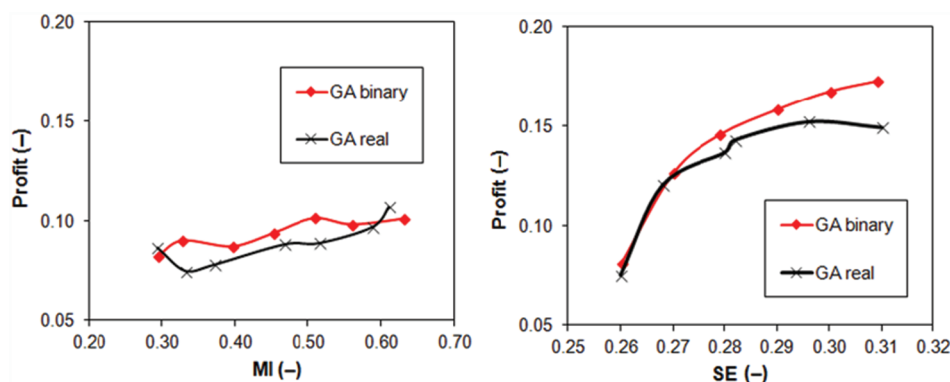 0.20
0.15
0.10
0.05
Profit (–)
GA binary
GA real
0.20 0.30 0.40 0.50 0.60 0.70
MI (–)
0.20
0.15
0.10
0.05
Profit (–)
GA binary
GA real
0.25 0.26 0.27 0.28 0.29 0.30 0.31 0.32
SE (–)